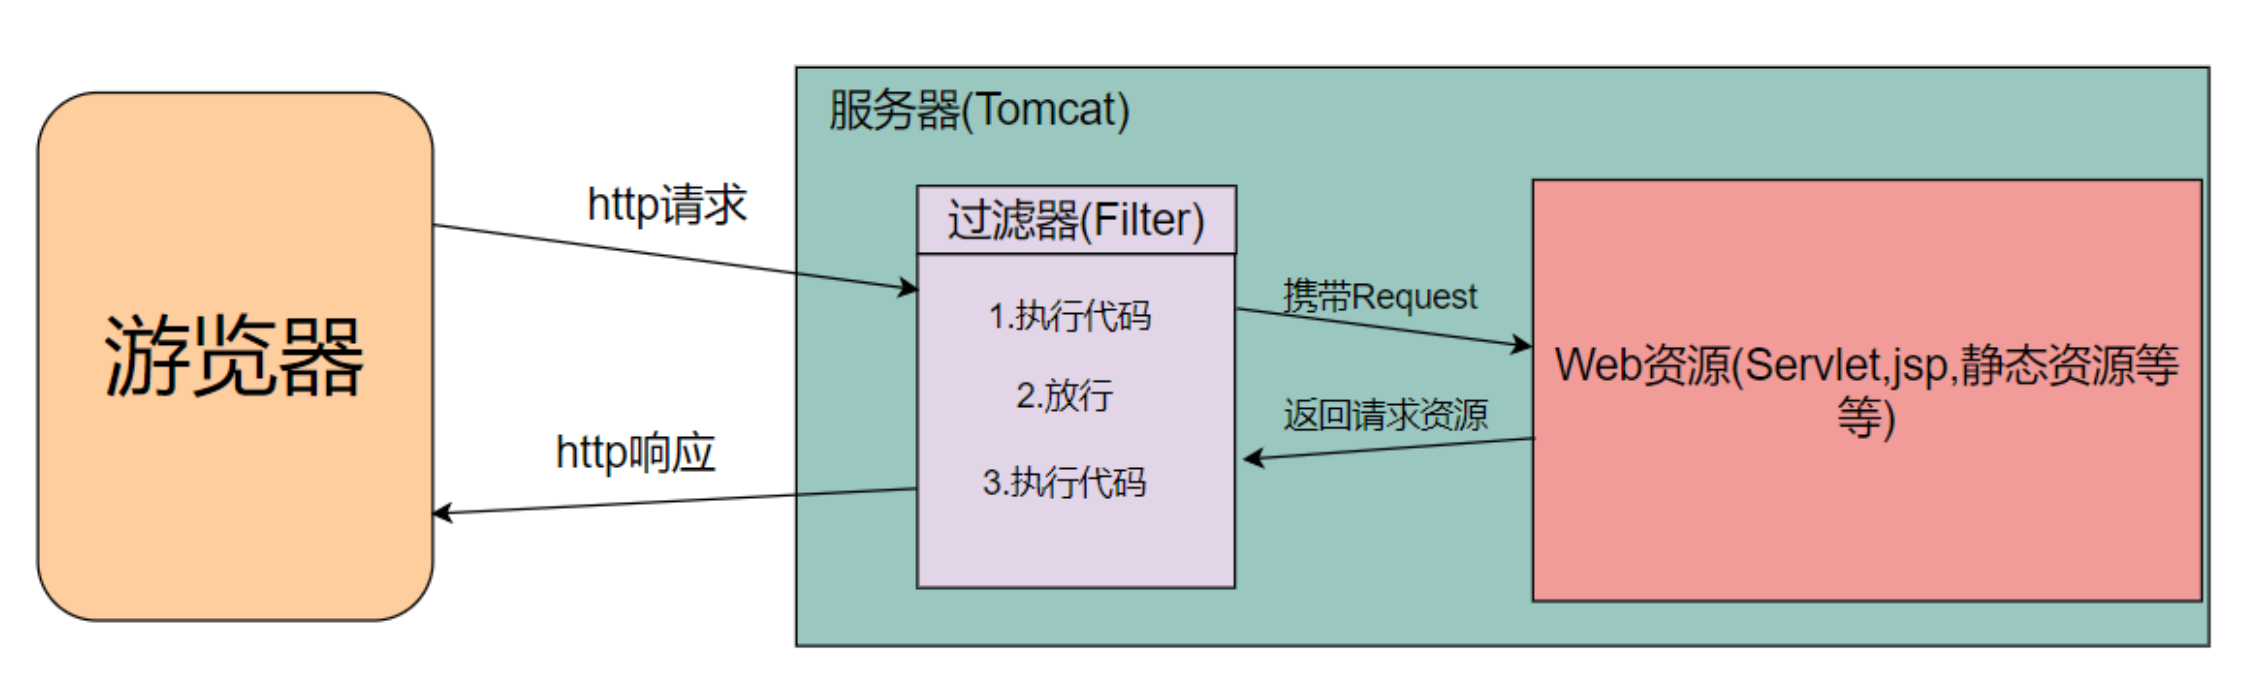 服务器(Tomcat)
http请求
过滤器(Filter)
携带Request
1.执行代码
游览器
Web资源(Servlet,jsp,静态资源等
等)
2.放行
返回请求资源
http响应
3.执行代码